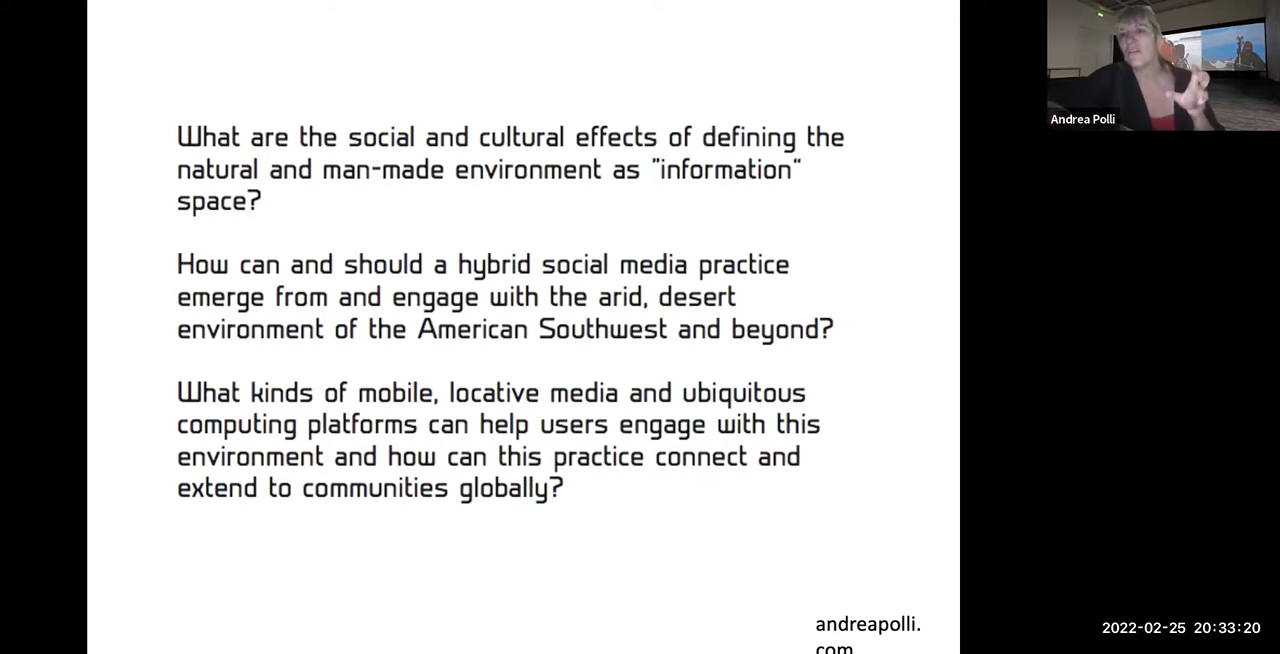 What are the social and cultural effects of defining the
natural and man-made environment as "information"
space?
How can and should a hybrid social media practice
emerge from and engage with the arid, desert
environment of the American Southwest and beyond?
What kinds of mobile, locative media and ubiquitous
computing platforms can help users engage with this
environment and how can this practice connect and
extend to communities globally?
andreapolli.
com
Andrea Polli
2022-02-25 20:33:20